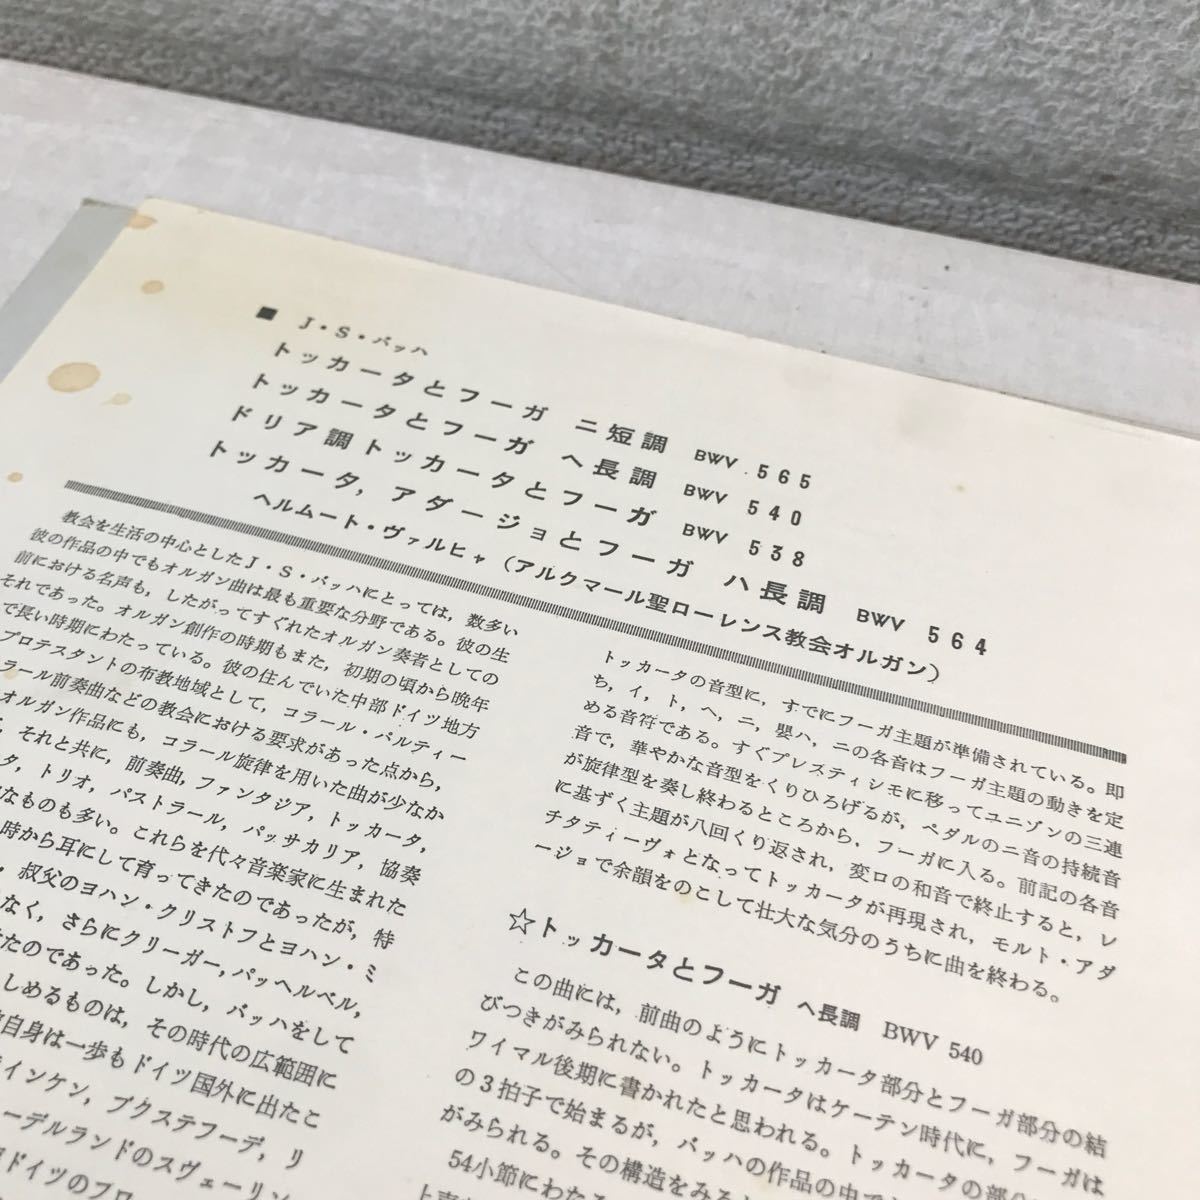 ■ J・S・バッハ
トッカータとフーガ ニ短調 BWV. 565
トッカータとフーガ ヘ長調 BWV 540
ドリア調トッカータとフーガ BWV 538
トッカータ, アダージョとフーガ ハ長調 BWV 564
ヘルムート・ヴァルヒャ (アルクマール聖ローレンス教会オルガン)
教会を生活の中心としたJ・S・バッハにとっては, 数多い
彼の作品の中でもオルガン曲は最も重要な分野である。彼の生
前における名声も, したがってすぐれたオルガン奏者としての
それであった。オルガン創作の時期もまた, 初期の頃から晩年
で長い時期にわたっている。彼の住んでいた中部ドイツ地方
プロテスタントの布教地域として, コラール・パルティー
ラール前奏曲などの教会における要求があった点から,
オルガン作品にも, コラール旋律を用いた曲が少なか
, それと共に, 前奏曲, ファンタジア, トッカータ,
タ, トリオ, パストラール, パッサカリア, 協奏
なものも多い。これらを代々音楽家に生まれた
時から耳にして育ってきたのであったが, 特
, 叔父のヨハン・クリストフとヨハン・ミ
なく, さらにクリーガー, パッヘルベル,
たのであった。しかし, バッハをして
しめるものは, その時代の広範囲に
自身は一歩もドイツ国外に出たこ
インケン, ブクステフーデ, リ
ーデルランドのスヴェーリン
ドイツのフロ
トッカータの音型に, すでにフーガ主題が準備されている。即
ち, イ, ト, ヘ, ニ, 嬰ハ, ニの各音はフーガ主題の動きを定
める音符である。すぐプレスティシモに移ってユニゾンの三連
音で, 華やかな音型をくりひろげるが, ペダルのニ音の持続音
が旋律型を奏し終わるところから, フーガに入る。前記の各音
に基ずく主題が八回くり返され, 変ロの和音で終止すると, レ
チタティーヴォとなってトッカータが再現され, モルト・アダ
ージョで余韻をのこして壮大な気分のうちに曲を終わる。
☆トッカータとフーガ ヘ長調 BWV 540
この曲には, 前曲のようにトッカータ部分とフーガ部分の結
びつきがみられない。トッカータはケーテン時代に, フーガは
ワイマル後期に書かれたと思われる。トッカータの部
の3拍子で始まるが, バッハの作品の中で
がみられる。その構造をみると
54小節にわたる